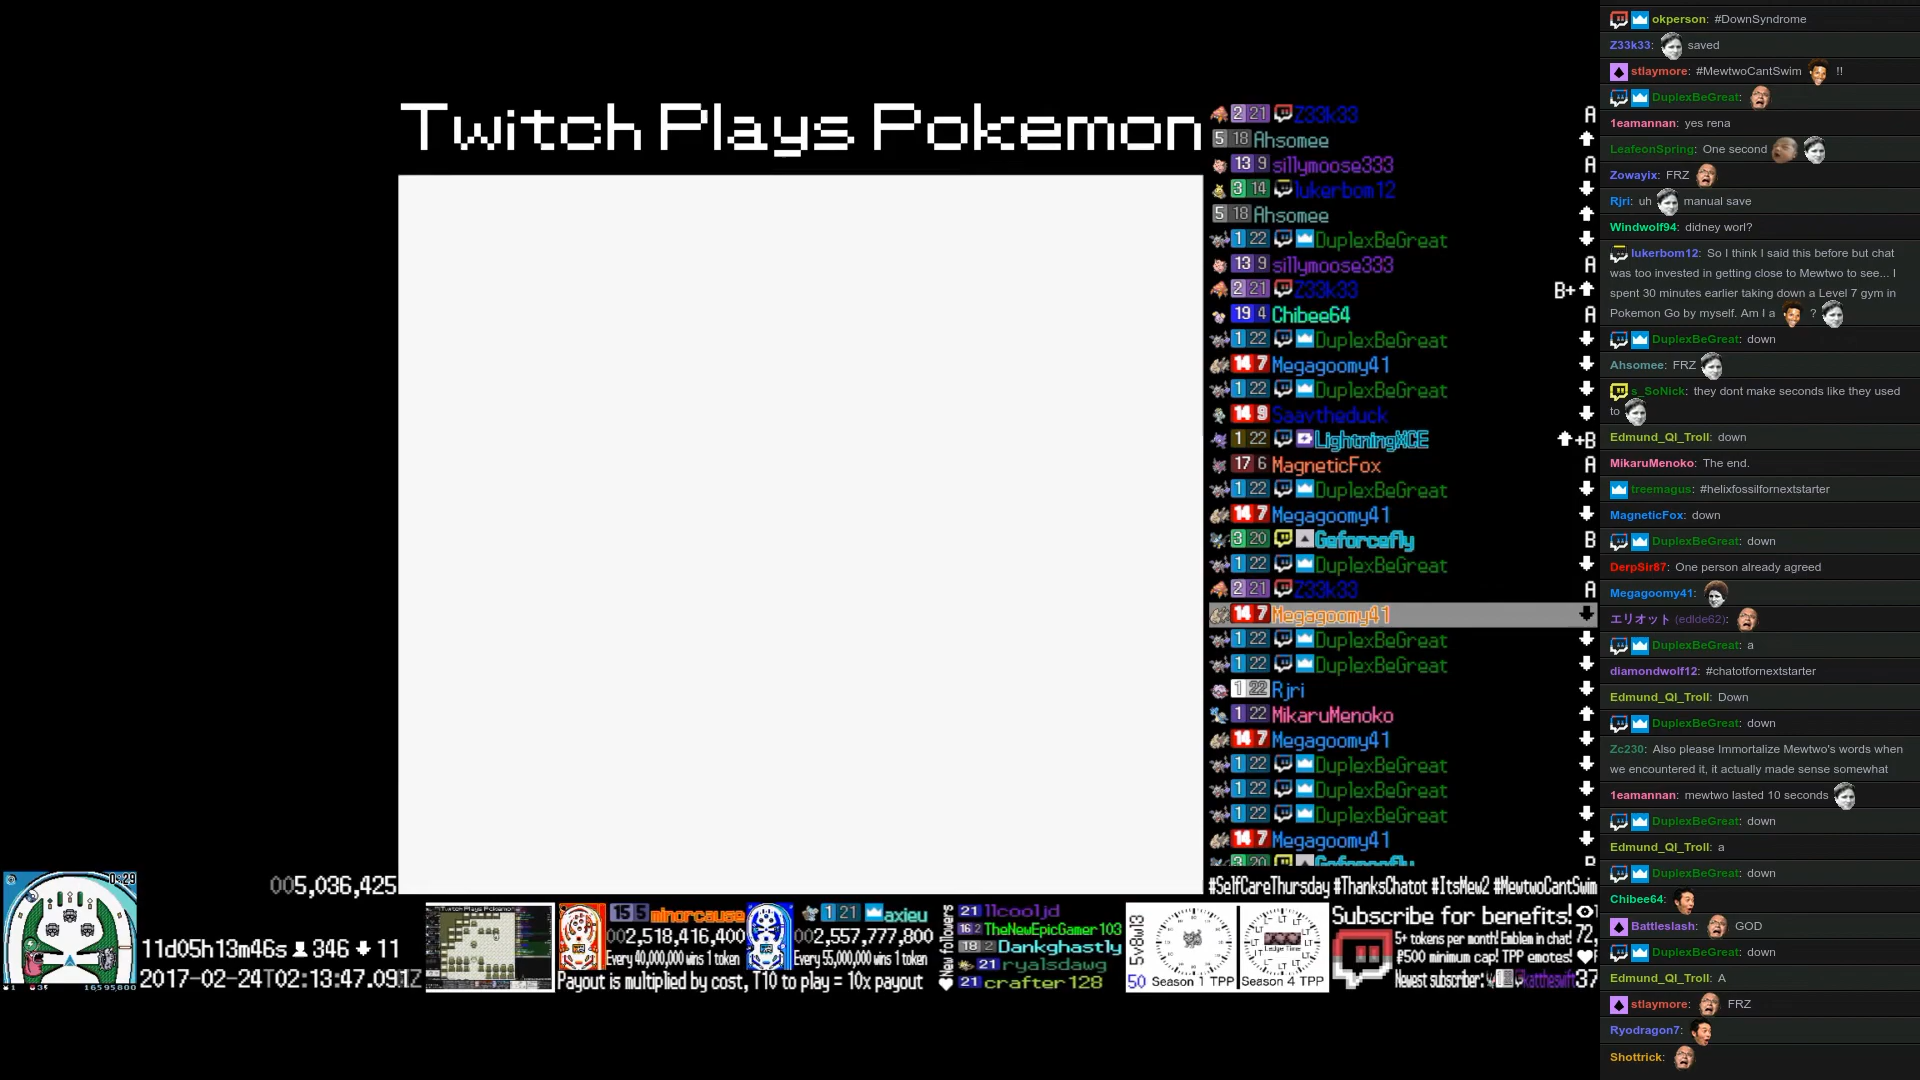 Twitch Plays Pokemon
2 21 Z33k33 A
5 18 Ahsomee
13 9 sillymoose333 A
3 14 lukerbom12
5 18 Ahsomee
1 22 DuplexBeGreat
13 9 sillymoose333 A
2 21 Z33k33 B+
19 4 Chibee64 A
1 22 DuplexBeGreat
14 7 Megagoomy41
1 22 DuplexBeGreat
14 9 Saavtheduck
1 22 LightningXCE +B
17 6 MagneticFox A
1 22 DuplexBeGreat
14 7 Megagoomy41
3 20 Geforcefly B
1 22 DuplexBeGreat
2 21 Z33k33 A
14 7 Megagoomy41
1 22 DuplexBeGreat
1 22 DuplexBeGreat
1 22 Rjri
1 22 MikaruMenoko
14 7 Megagoomy41
1 22 DuplexBeGreat
1 22 DuplexBeGreat
1 22 DuplexBeGreat
14 7 Megagoomy41
3 20 Geforcefly B
#SelfCareThursday #ThanksChatot #ItsMew2 #MewtwoCantSwim
okperson: #DownSyndrome
Z33k33: saved
stlaymore: #MewtwoCantSwim !!
DuplexBeGreat:
1eamannan: yes rena
LeafeonSpring: One second
Zowayix: FRZ
Rjri: uh manual save
Windwolf94: didney worl?
lukerbom12: So I think I said this before but chat
was too invested in getting close to Mewtwo to see... I
spent 30 minutes earlier taking down a Level 7 gym in
Pokemon Go by myself. Am I a ?
DuplexBeGreat: down
Ahsomee: FRZ
s_SoNick: they dont make seconds like they used
to
Edmund_Ql_Troll: down
MikaruMenoko: The end.
treemagus: #helixfossilfornextstarter
MagneticFox: down
DuplexBeGreat: down
DerpSir87: One person already agreed
Megagoomy41:
エリオット (edlde62):
DuplexBeGreat: a
diamondwolf12: #chatotfornextstarter
Edmund_Ql_Troll: Down
DuplexBeGreat: down
Zc230: Also please Immortalize Mewtwo's words when
we encountered it, it actually made sense somewhat
1eamannan: mewtwo lasted 10 seconds
DuplexBeGreat: down
Edmund_Ql_Troll: a
DuplexBeGreat: down
Chibee64:
Battleslash: GOD
DuplexBeGreat: down
Edmund_Ql_Troll: A
stlaymore: FRZ
Ryodragon7:
Shottrick:
005,036,425
0:29
16595800
11d05h13m46s 346 11
2017-02-24T02:13:47.091Z
Twitch Plays Pokemon
15 5 minorcause
002,518,416,400
Every 40,000,000 wins 1 token
1 21 axieu
002,557,777,800
Every 55,000,000 wins 1 token
Payout is multiplied by cost, T10 to play = 10x payout
New followers
21 llcooljd
16 2 TheNewEpicGamer103
18 2 Dankghastly
21 ryalsdawg
21 crafter128
5v8wl3
50
Season 1 TPP
Season 4 TPP
Subscribe for benefits!
5+ tokens per month! Emblem in chat!
₽500 minimum cap! TPP emotes!
Newest subscriber: kattheswift
72,
37